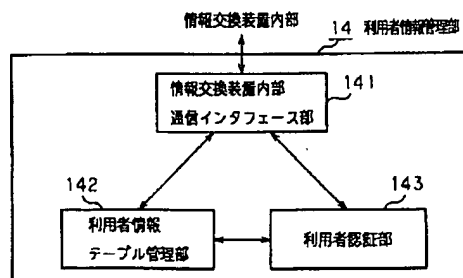 情報交換装置内部
14 利用者情報管理部
情報交換装置内部
通信インタフェース部
141
142
143
利用者情報
テーブル管理部
利用者認証部